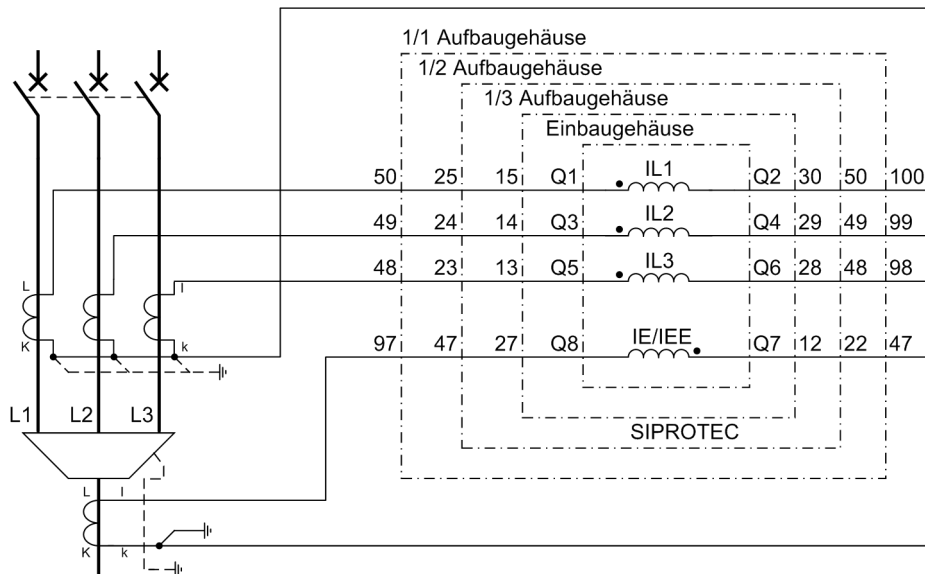 1/1 Aufbaugehäuse
1/2 Aufbaugehäuse
1/3 Aufbaugehäuse
Einbaugehäuse
50 25 15 Q1 IL1 Q2 30 50 100
49 24 14 Q3 IL2 Q4 29 49 99
48 23 13 Q5 IL3 Q6 28 48 98
L l
K k
97 47 27 Q8 IE/IEE Q7 12 22 47
L1 L2 L3
SIPROTEC
L l
K k